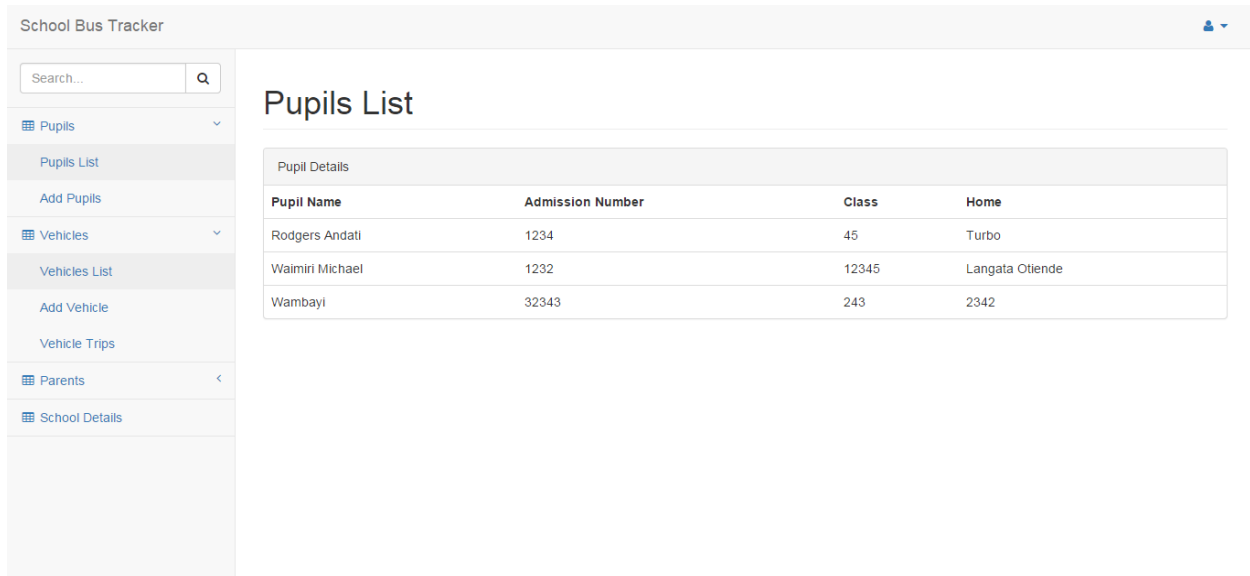 School Bus Tracker
Search...
Pupils
Pupils List
Add Pupils
Vehicles
Vehicles List
Add Vehicle
Vehicle Trips
Parents
School Details
Pupils List
Pupil Details
Pupil Name Admission Number Class Home
Rodgers Andati 1234 45 Turbo
Waimiri Michael 1232 12345 Langata Otiende
Wambayi 32343 243 2342